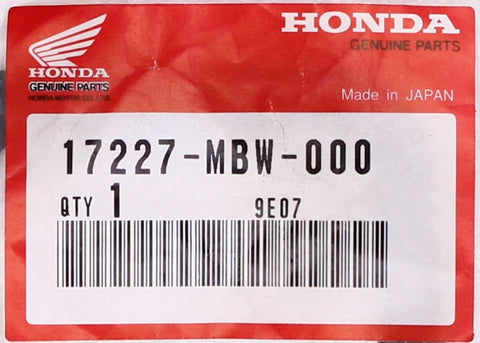 HONDA
GENUINE PARTS
HONDA MOTOR CO., LTD.
HONDA
GENUINE PARTS
Made in JAPAN
17227-MBW-000
QTY 1 9E07